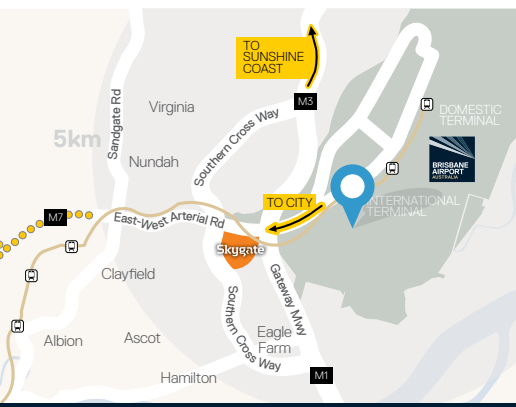 TO
SUNSHINE
COAST
M3
Virginia
Sandgate Rd
5km
Southern Cross Way
Nundah
DOMESTIC
TERMINAL
BRISBANE
AIRPORT
AUSTRALIA
TO CITY
INTERNATIONAL
TERMINAL
M7
East-West Arterial Rd
Skygate
Clayfield
Gateway Mwy
Southern Cross Way
Albion
Ascot
Eagle
Farm
Hamilton
M1